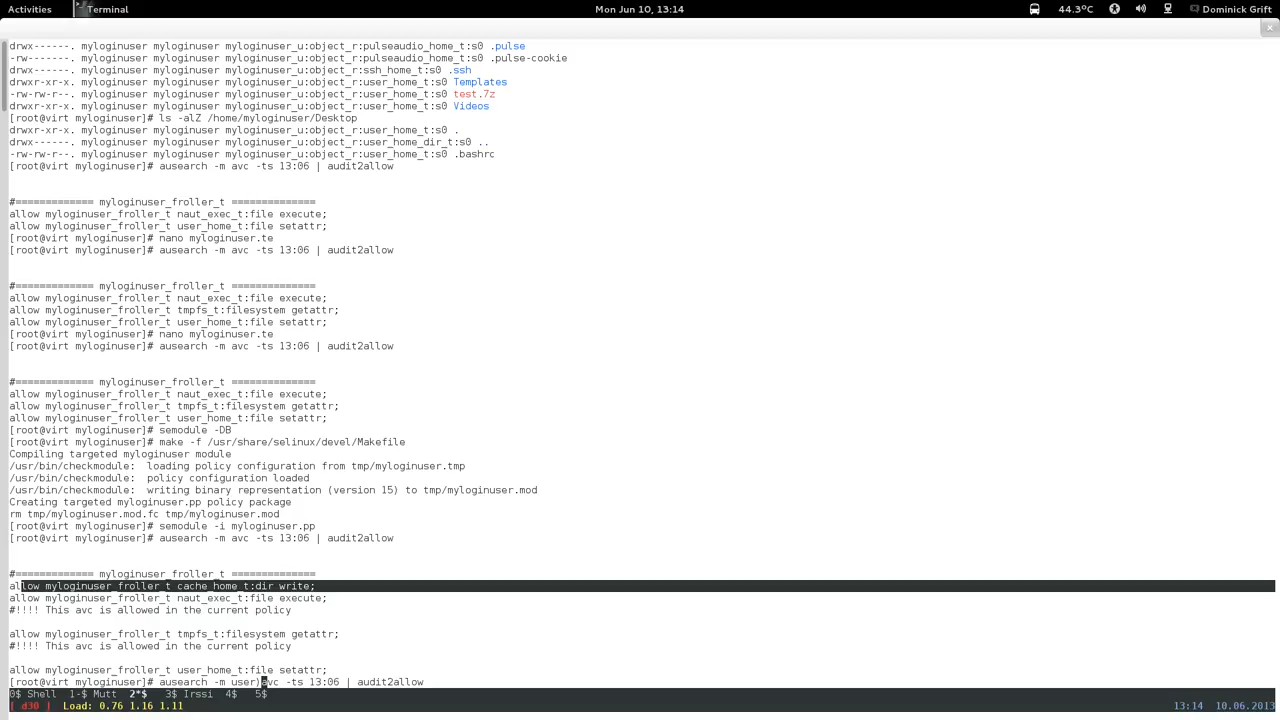 Activities Terminal Mon Jun 10, 13:14 44.3°C Dominick Grift
drwx------. myloginuser myloginuser myloginuser_u:object_r:pulseaudio_home_t:s0 .pulse
-rw-------. myloginuser myloginuser myloginuser_u:object_r:pulseaudio_home_t:s0 .pulse-cookie
drwx------. myloginuser myloginuser myloginuser_u:object_r:ssh_home_t:s0 .ssh
drwxr-xr-x. myloginuser myloginuser myloginuser_u:object_r:user_home_t:s0 Templates
-rw-rw-r--. myloginuser myloginuser myloginuser_u:object_r:user_home_t:s0 test.7z
drwxr-xr-x. myloginuser myloginuser myloginuser_u:object_r:user_home_t:s0 Videos
[root@virt myloginuser]# ls -alZ /home/myloginuser/Desktop
drwxr-xr-x. myloginuser myloginuser myloginuser_u:object_r:user_home_t:s0 .
drwx------. myloginuser myloginuser myloginuser_u:object_r:user_home_dir_t:s0 ..
-rw-rw-r--. myloginuser myloginuser myloginuser_u:object_r:user_home_t:s0 .bashrc
[root@virt myloginuser]# ausearch -m avc -ts 13:06 | audit2allow
#============= myloginuser_froller_t ==============
allow myloginuser_froller_t naut_exec_t:file execute;
allow myloginuser_froller_t user_home_t:file setattr;
[root@virt myloginuser]# nano myloginuser.te
[root@virt myloginuser]# ausearch -m avc -ts 13:06 | audit2allow
#============= myloginuser_froller_t ==============
allow myloginuser_froller_t naut_exec_t:file execute;
allow myloginuser_froller_t tmpfs_t:filesystem getattr;
allow myloginuser_froller_t user_home_t:file setattr;
[root@virt myloginuser]# nano myloginuser.te
[root@virt myloginuser]# ausearch -m avc -ts 13:06 | audit2allow
#============= myloginuser_froller_t ==============
allow myloginuser_froller_t naut_exec_t:file execute;
allow myloginuser_froller_t tmpfs_t:filesystem getattr;
allow myloginuser_froller_t user_home_t:file setattr;
[root@virt myloginuser]# semodule -DB
[root@virt myloginuser]# make -f /usr/share/selinux/devel/Makefile
Compiling targeted myloginuser module
/usr/bin/checkmodule:  loading policy configuration from tmp/myloginuser.tmp
/usr/bin/checkmodule:  policy configuration loaded
/usr/bin/checkmodule:  writing binary representation (version 15) to tmp/myloginuser.mod
Creating targeted myloginuser.pp policy package
rm tmp/myloginuser.mod.fc tmp/myloginuser.mod
[root@virt myloginuser]# semodule -i myloginuser.pp
[root@virt myloginuser]# ausearch -m avc -ts 13:06 | audit2allow
#============= myloginuser_froller_t ==============
allow myloginuser_froller_t cache_home_t:dir write;
allow myloginuser_froller_t naut_exec_t:file execute;
#!!!! This avc is allowed in the current policy
allow myloginuser_froller_t tmpfs_t:filesystem getattr;
#!!!! This avc is allowed in the current policy
allow myloginuser_froller_t user_home_t:file setattr;
[root@virt myloginuser]# ausearch -m user)avc -ts 13:06 | audit2allow
0$ Shell  1-$ Mutt  2*$  3$ Irssi  4$  5$
[ d30 ]  Load: 0.76 1.16 1.11 13:14  10.06.2013